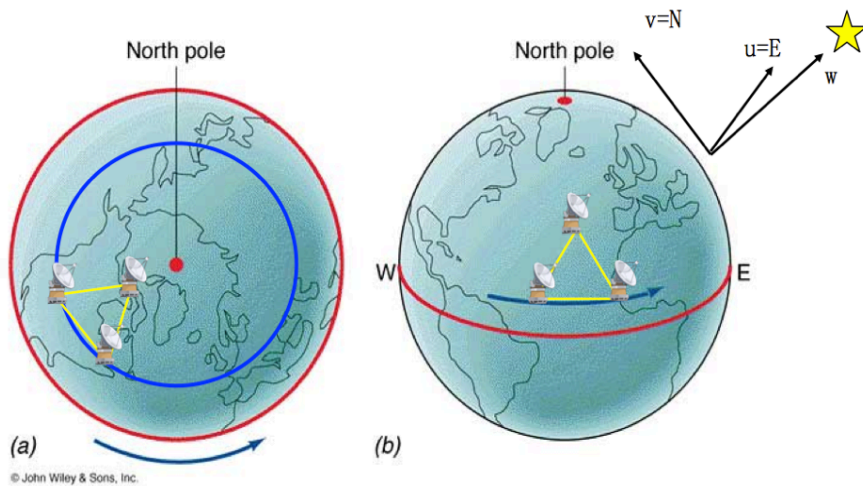 North pole
(a)
© John Wiley & Sons, Inc.
v=N
u=E
w
North pole
W
E
(b)